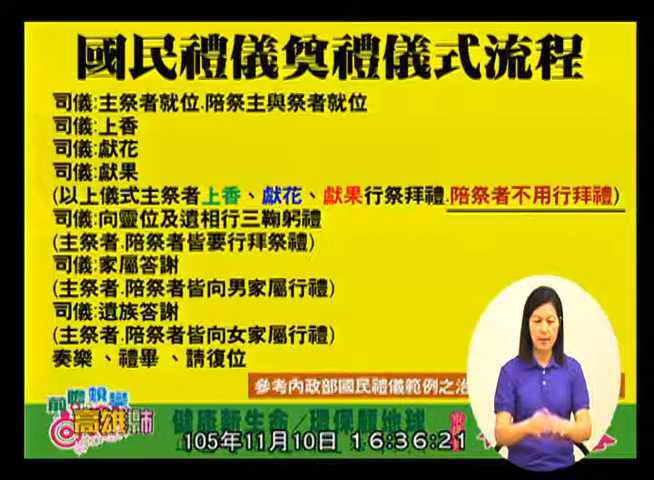 國民禮儀奠禮儀式流程
司儀:主祭者就位.陪祭主與祭者就位
司儀:上香
司儀:獻花
司儀:獻果
(以上儀式主祭者上香、獻花、獻果行祭拜禮.陪祭者不用行拜禮)
司儀:向靈位及遺相行三鞠躬禮
(主祭者.陪祭者皆要行拜祭禮)
司儀:家屬答謝
(主祭者.陪祭者皆向男家屬行禮)
司儀:遺族答謝
(主祭者.陪祭者皆向女家屬行禮)
奏樂、禮畢、請復位
參考內政部國民禮儀範例之治
高雄
健康新生命/環保顧地球
105年11月10日 16:36:21